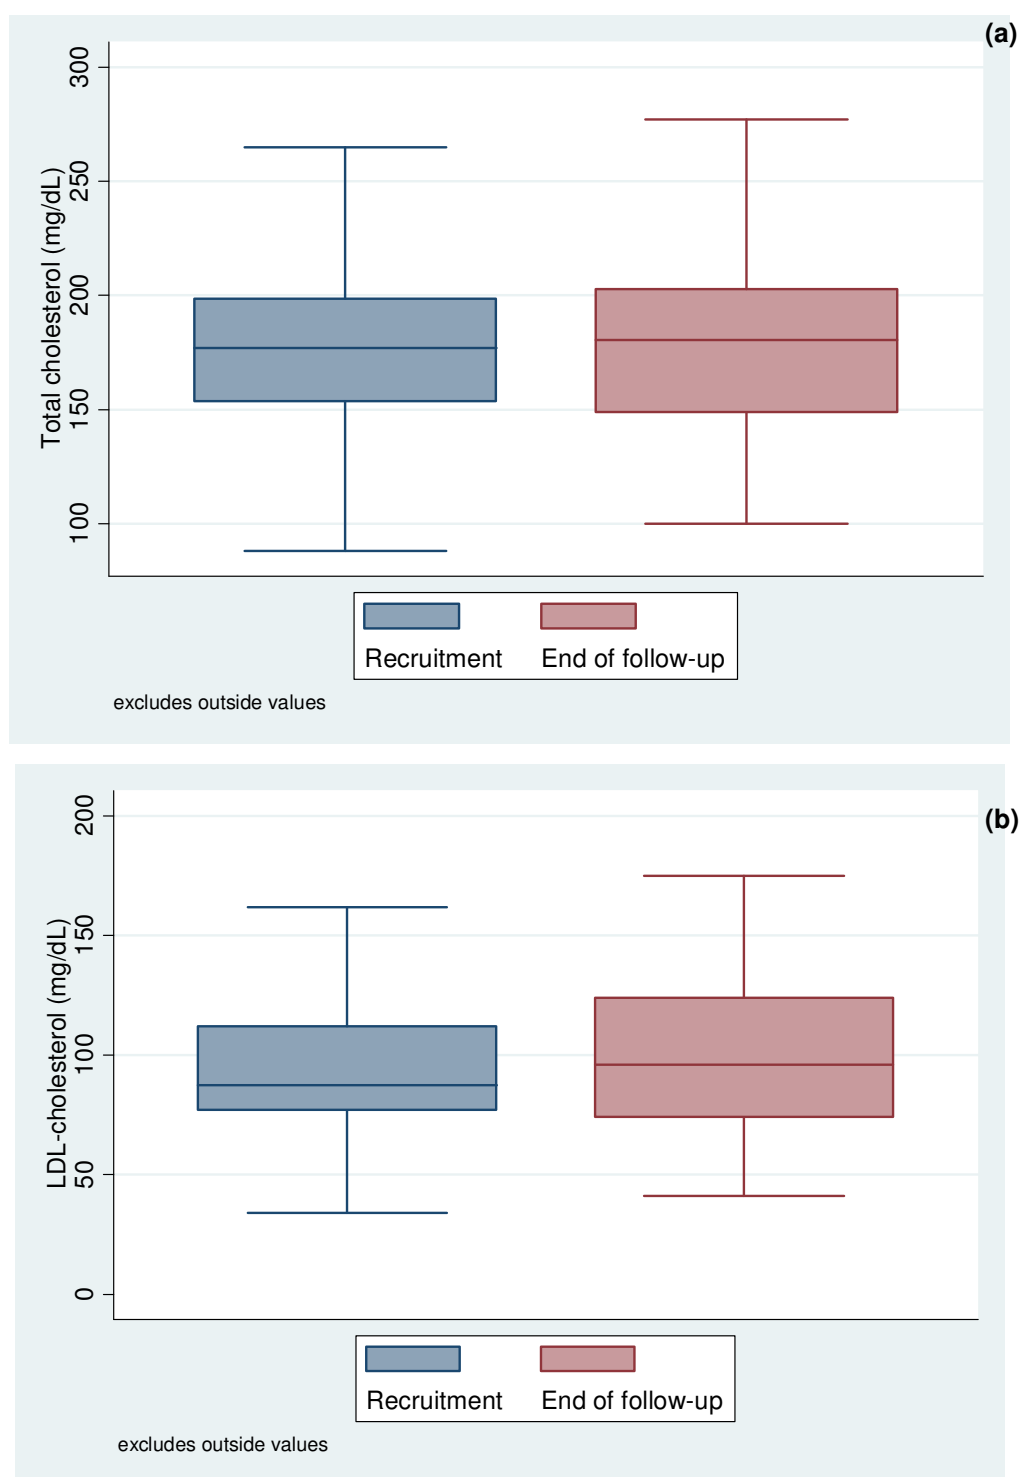 (a)
Total cholesterol (mg/dL)
300
250
200
150
100
Recruitment End of follow-up
excludes outside values
(b)
LDL-cholesterol (mg/dL)
200
150
100
50
0
Recruitment End of follow-up
excludes outside values